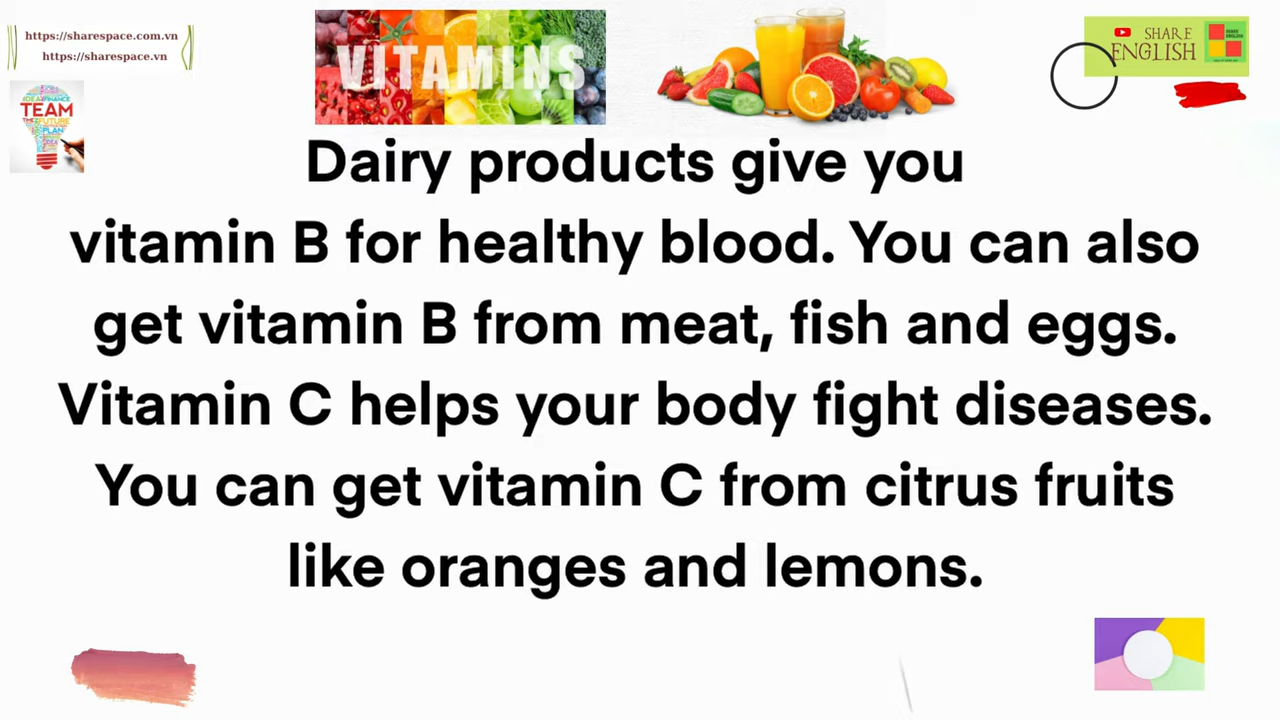 https://sharespace.com.vn
https://sharespace.vn
VITAMINS
SHARE
ENGLISH
TEAM
FUTURE
PLAN
Dairy products give you
vitamin B for healthy blood. You can also
get vitamin B from meat, fish and eggs.
Vitamin C helps your body fight diseases.
You can get vitamin C from citrus fruits
like oranges and lemons.